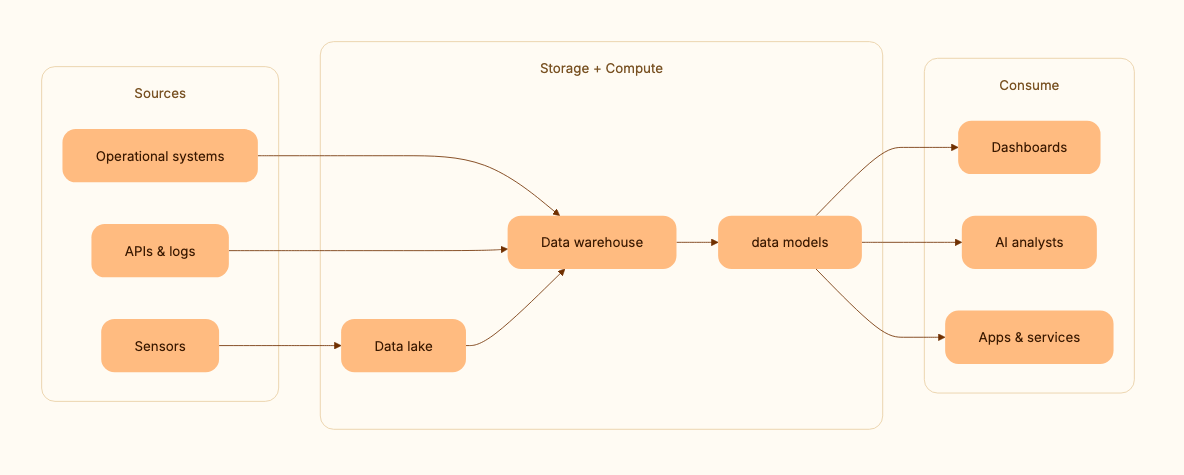 Sources
Operational systems
APIs & logs
Sensors
Storage + Compute
Data lake
Data warehouse
data models
Consume
Dashboards
AI analysts
Apps & services